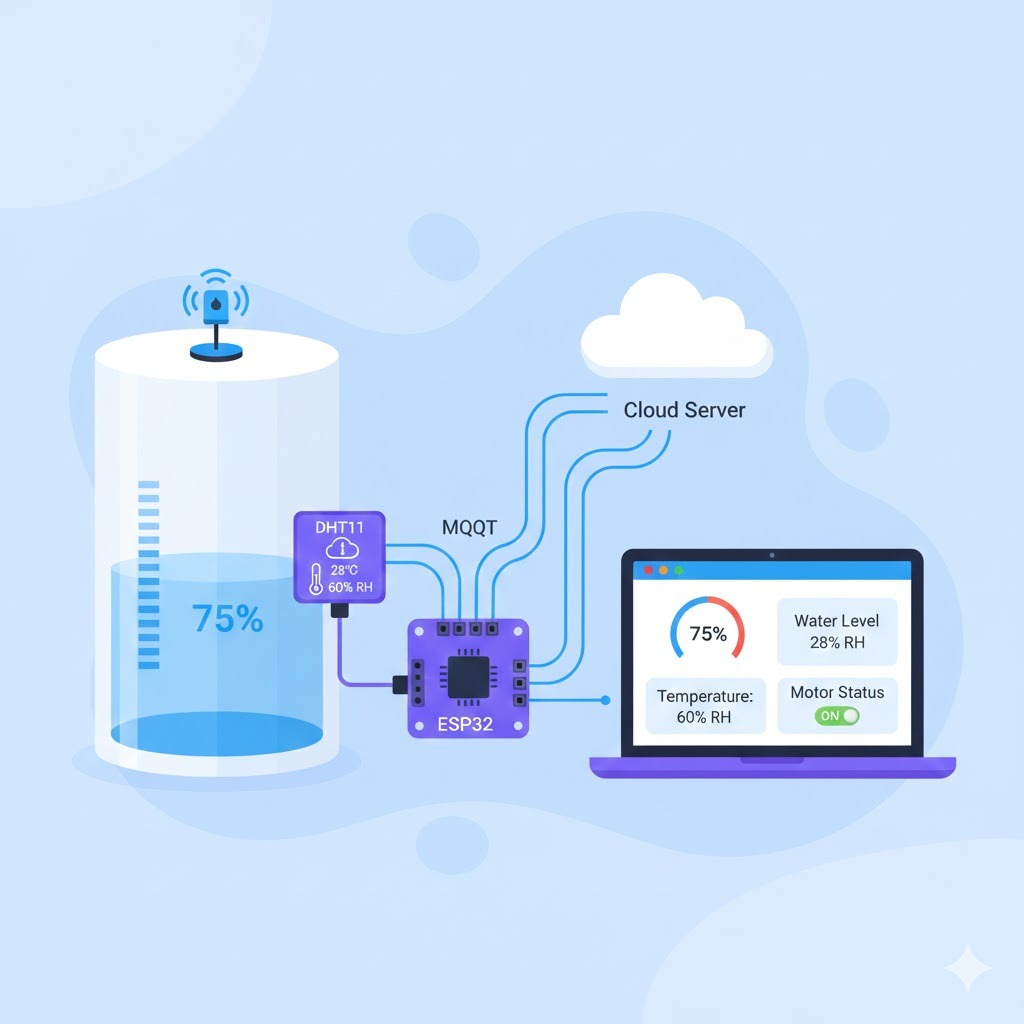 75%
DHT11
28°C
60% RH
MQQT
ESP32
Cloud Server
75%
Water Level
28% RH
Temperature:
60% RH
Motor Status
ON